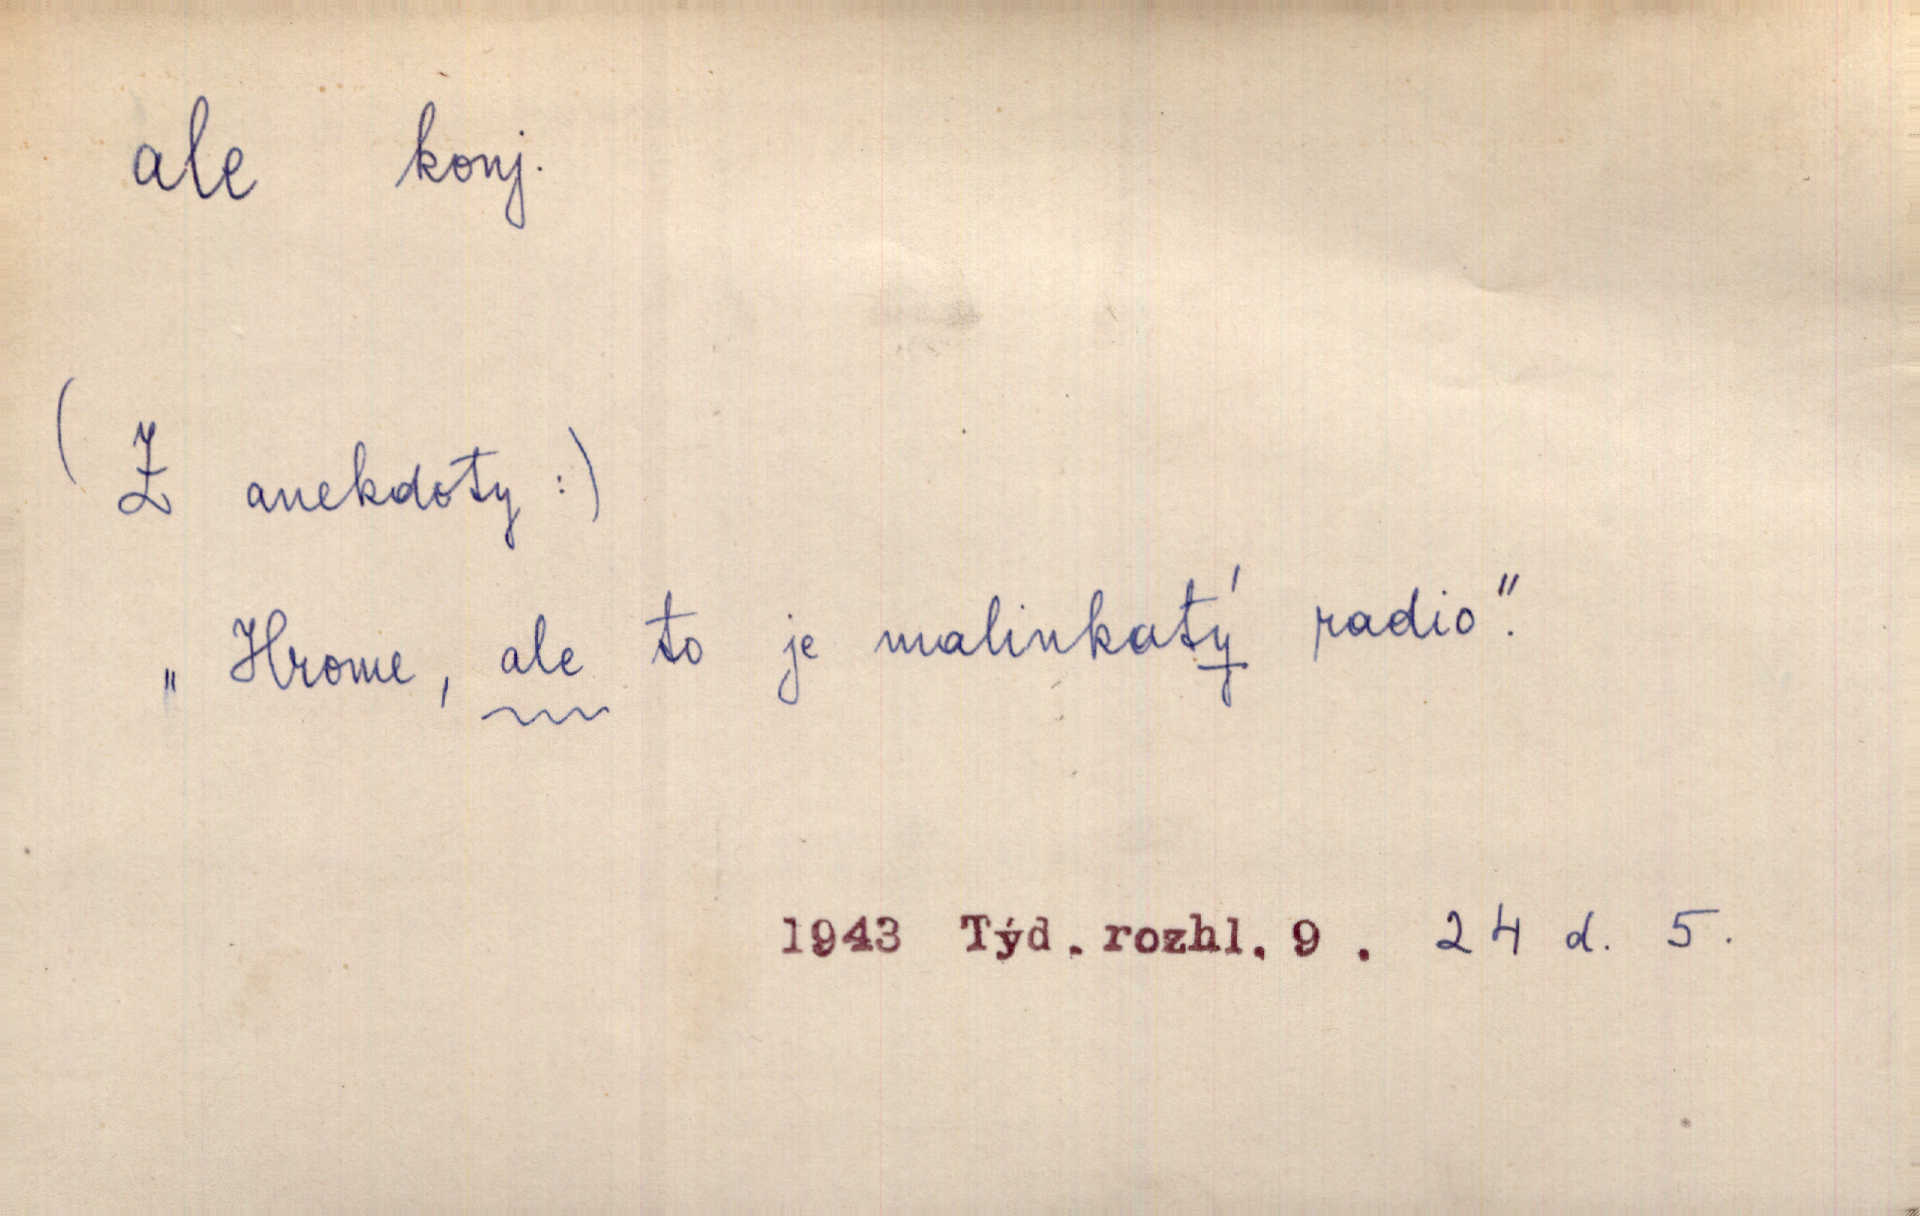 ale konj.
(Z anekdoty:)
„Hrome, ale to je malinkatý radio".
1943 Týd. rozhl. 9. 24 d. 5.